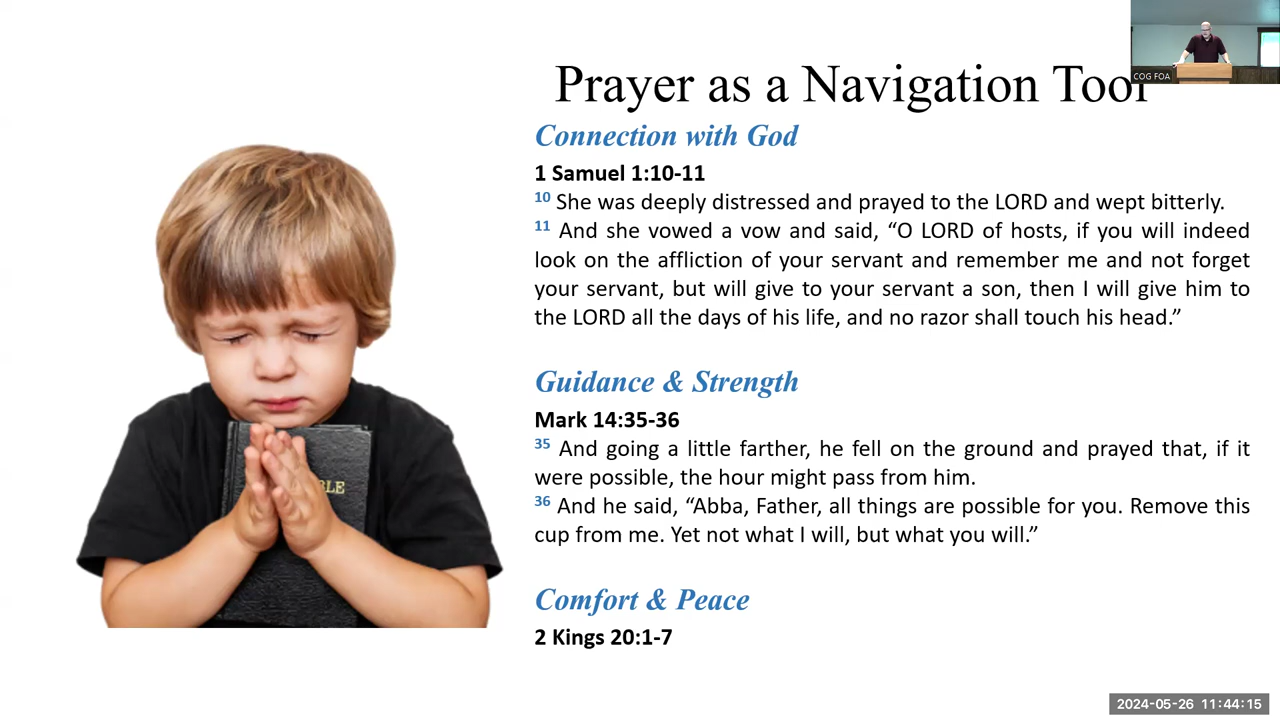 Prayer as a Navigation Tool
COG FOA
Connection with God
1 Samuel 1:10-11
10 She was deeply distressed and prayed to the LORD and wept bitterly.
11 And she vowed a vow and said, “O LORD of hosts, if you will indeed
look on the affliction of your servant and remember me and not forget
your servant, but will give to your servant a son, then I will give him to
the LORD all the days of his life, and no razor shall touch his head.”
Guidance & Strength
Mark 14:35-36
35 And going a little farther, he fell on the ground and prayed that, if it
were possible, the hour might pass from him.
36 And he said, “Abba, Father, all things are possible for you. Remove this
cup from me. Yet not what I will, but what you will.”
BLE
Comfort & Peace
2 Kings 20:1-7
2024-05-26 11:44:15